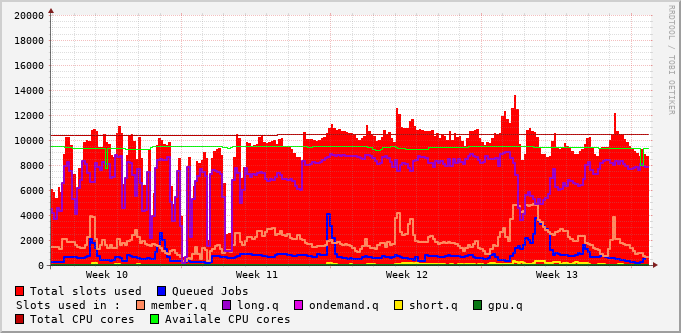 20000
18000
16000
14000
12000
10000
8000
6000
4000
2000
0
Week 10 Week 11 Week 12 Week 13
RRDTOOL / TOBI OETIKER
Total slots used Queued Jobs
Slots used in : member.q long.q ondemand.q short.q gpu.q
Total CPU cores Availale CPU cores